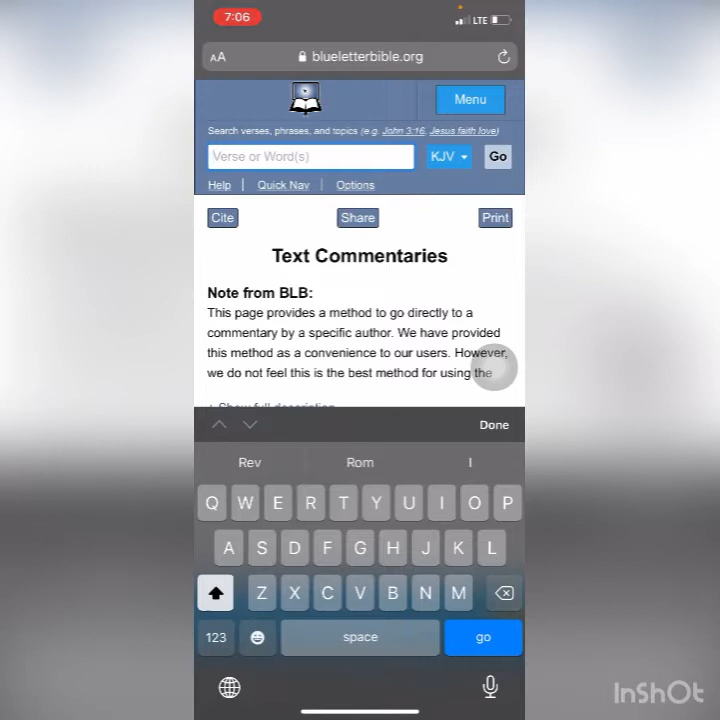 7:06
LTE
AA
blueletterbible.org
Menu
Search verses, phrases, and topics (e.g. John 3:16, Jesus faith love)
Verse or Word(s)
KJV
Go
Help | Quick Nav | Options
Cite
Share
Print
Text Commentaries
Note from BLB:
This page provides a method to go directly to a
commentary by a specific author. We have provided
this method as a convenience to our users. However,
we do not feel this is the best method for using the
Show full description
Done
Rev
Rom
I
Q W E R T Y U I O P
A S D F G H J K L
Z X C V B N M
123
space
go
InShOt